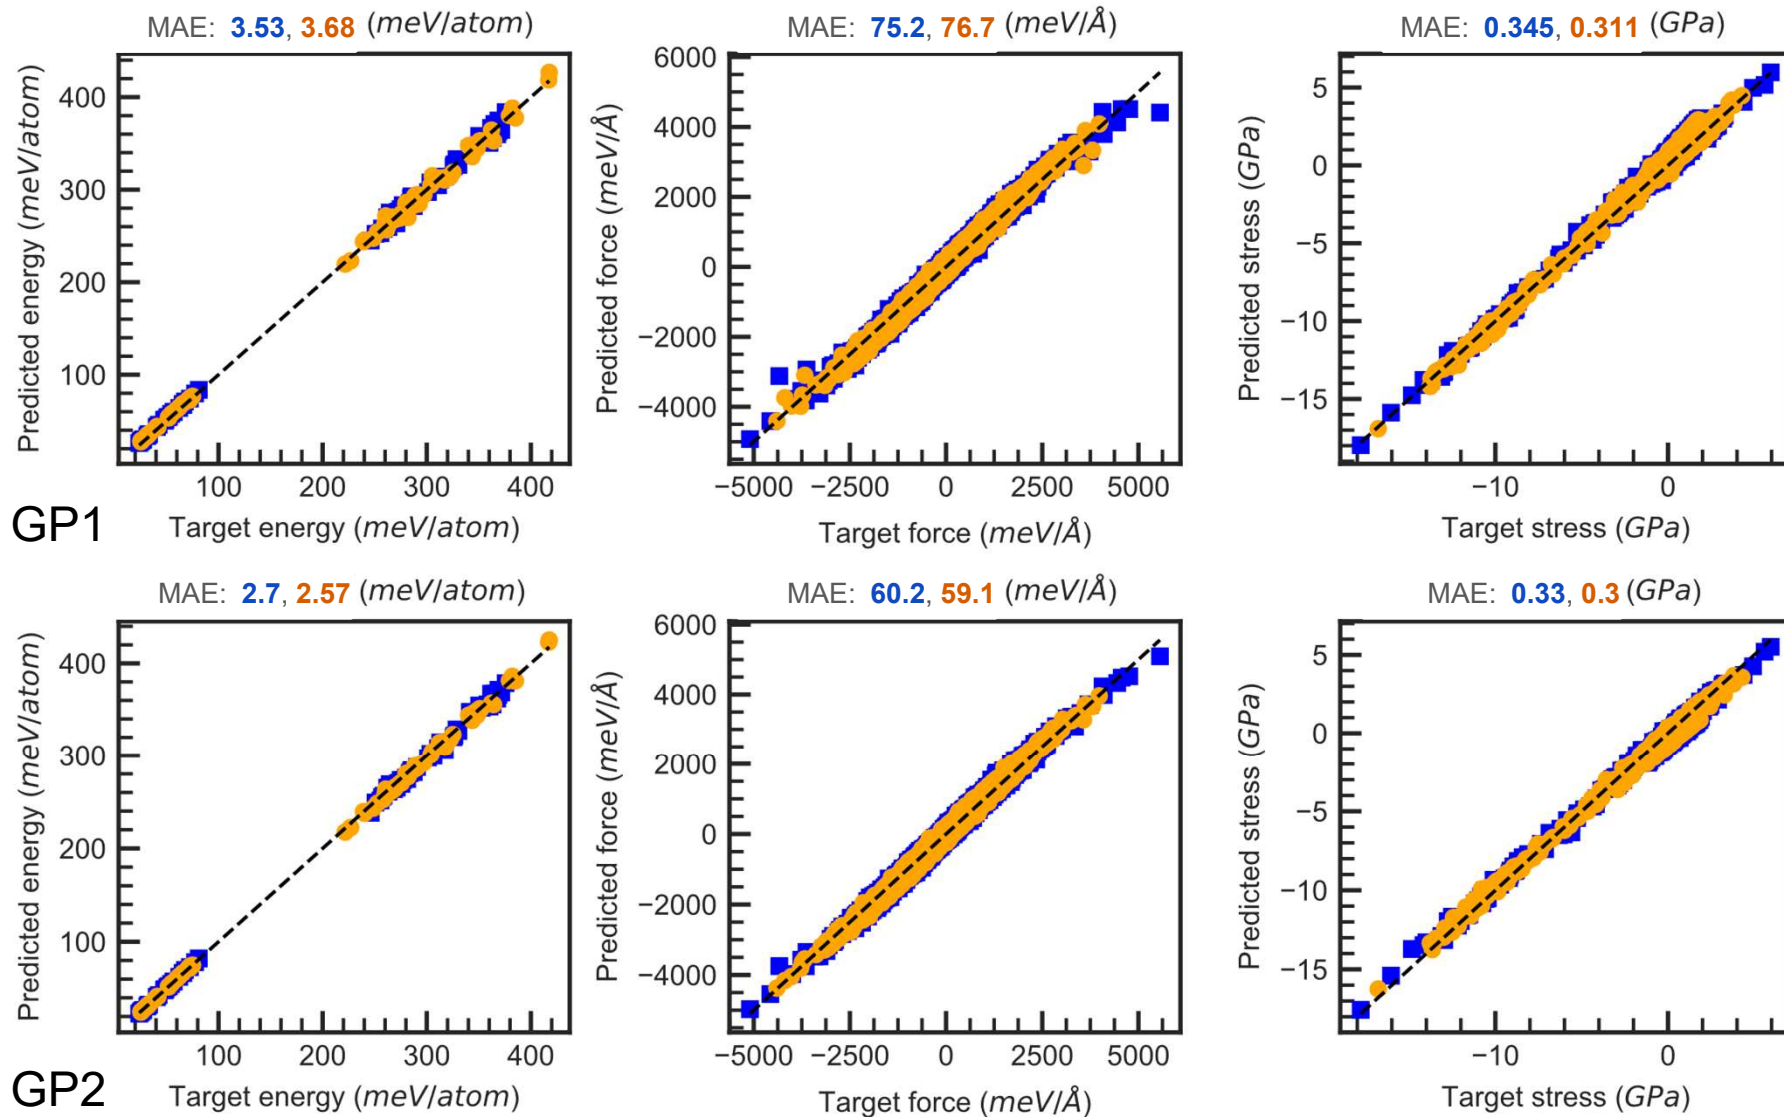 MAE: 3.53, 3.68 (meV/atom)
MAE: 75.2, 76.7 (meV/Å)
MAE: 0.345, 0.311 (GPa)
Predicted energy (meV/atom)
400
300
200
100
100 200 300 400
Target energy (meV/atom)
Predicted force (meV/Å)
6000
4000
2000
0
−2000
−4000
−5000 −2500 0 2500 5000
Target force (meV/Å)
Predicted stress (GPa)
5
0
−5
−10
−15
−10 0
Target stress (GPa)
GP1
MAE: 2.7, 2.57 (meV/atom)
MAE: 60.2, 59.1 (meV/Å)
MAE: 0.33, 0.3 (GPa)
Predicted energy (meV/atom)
400
300
200
100
100 200 300 400
Target energy (meV/atom)
Predicted force (meV/Å)
6000
4000
2000
0
−2000
−4000
−5000 −2500 0 2500 5000
Target force (meV/Å)
Predicted stress (GPa)
5
0
−5
−10
−15
−10 0
Target stress (GPa)
GP2